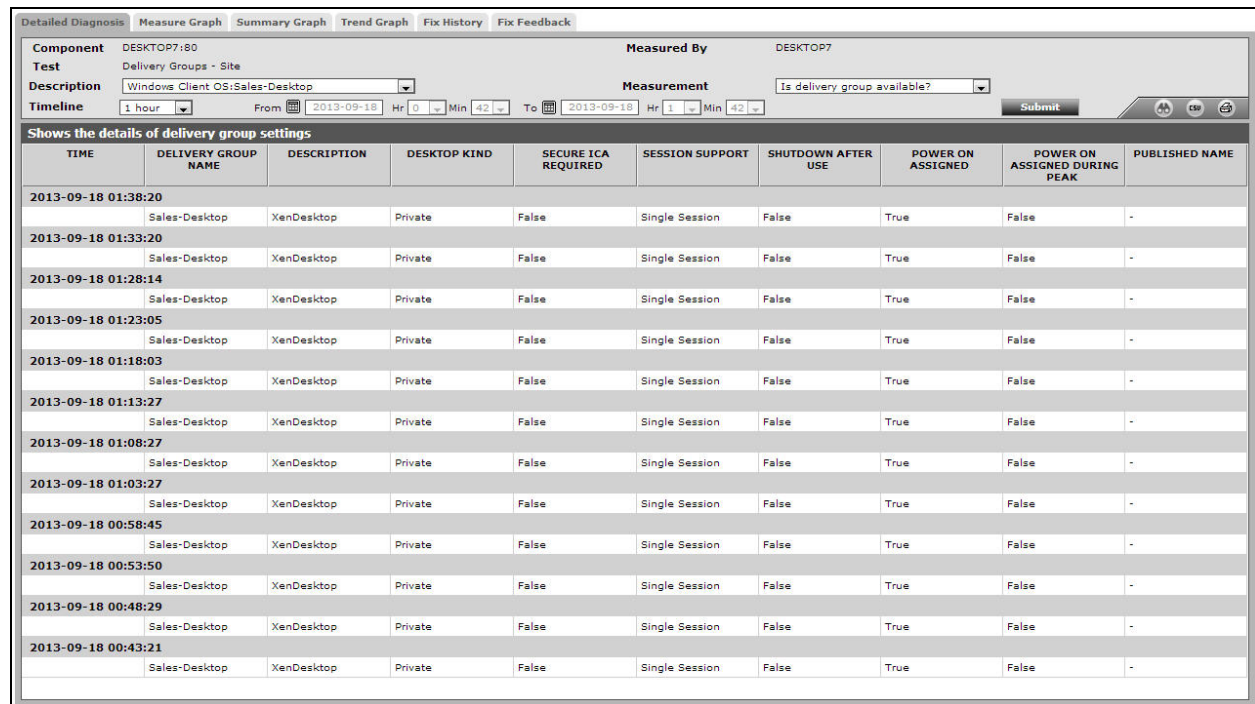 Detailed Diagnosis Measure Graph Summary Graph Trend Graph Fix History Fix Feedback
Component DESKTOP7:80 Measured By DESKTOP7
Test Delivery Groups - Site
Description Windows Client OS:Sales-Desktop Measurement Is delivery group available?
Timeline 1 hour From 2013-09-18 Hr 0 Min 42 To 2013-09-18 Hr 1 Min 42 Submit CSV
Shows the details of delivery group settings
TIME DELIVERY GROUP NAME DESCRIPTION DESKTOP KIND SECURE ICA REQUIRED SESSION SUPPORT SHUTDOWN AFTER USE POWER ON ASSIGNED POWER ON ASSIGNED DURING PEAK PUBLISHED NAME
2013-09-18 01:38:20
Sales-Desktop XenDesktop Private False Single Session False True False -
2013-09-18 01:33:20
Sales-Desktop XenDesktop Private False Single Session False True False -
2013-09-18 01:28:14
Sales-Desktop XenDesktop Private False Single Session False True False -
2013-09-18 01:23:05
Sales-Desktop XenDesktop Private False Single Session False True False -
2013-09-18 01:18:03
Sales-Desktop XenDesktop Private False Single Session False True False -
2013-09-18 01:13:27
Sales-Desktop XenDesktop Private False Single Session False True False -
2013-09-18 01:08:27
Sales-Desktop XenDesktop Private False Single Session False True False -
2013-09-18 01:03:27
Sales-Desktop XenDesktop Private False Single Session False True False -
2013-09-18 00:58:45
Sales-Desktop XenDesktop Private False Single Session False True False -
2013-09-18 00:53:50
Sales-Desktop XenDesktop Private False Single Session False True False -
2013-09-18 00:48:29
Sales-Desktop XenDesktop Private False Single Session False True False -
2013-09-18 00:43:21
Sales-Desktop XenDesktop Private False Single Session False True False -